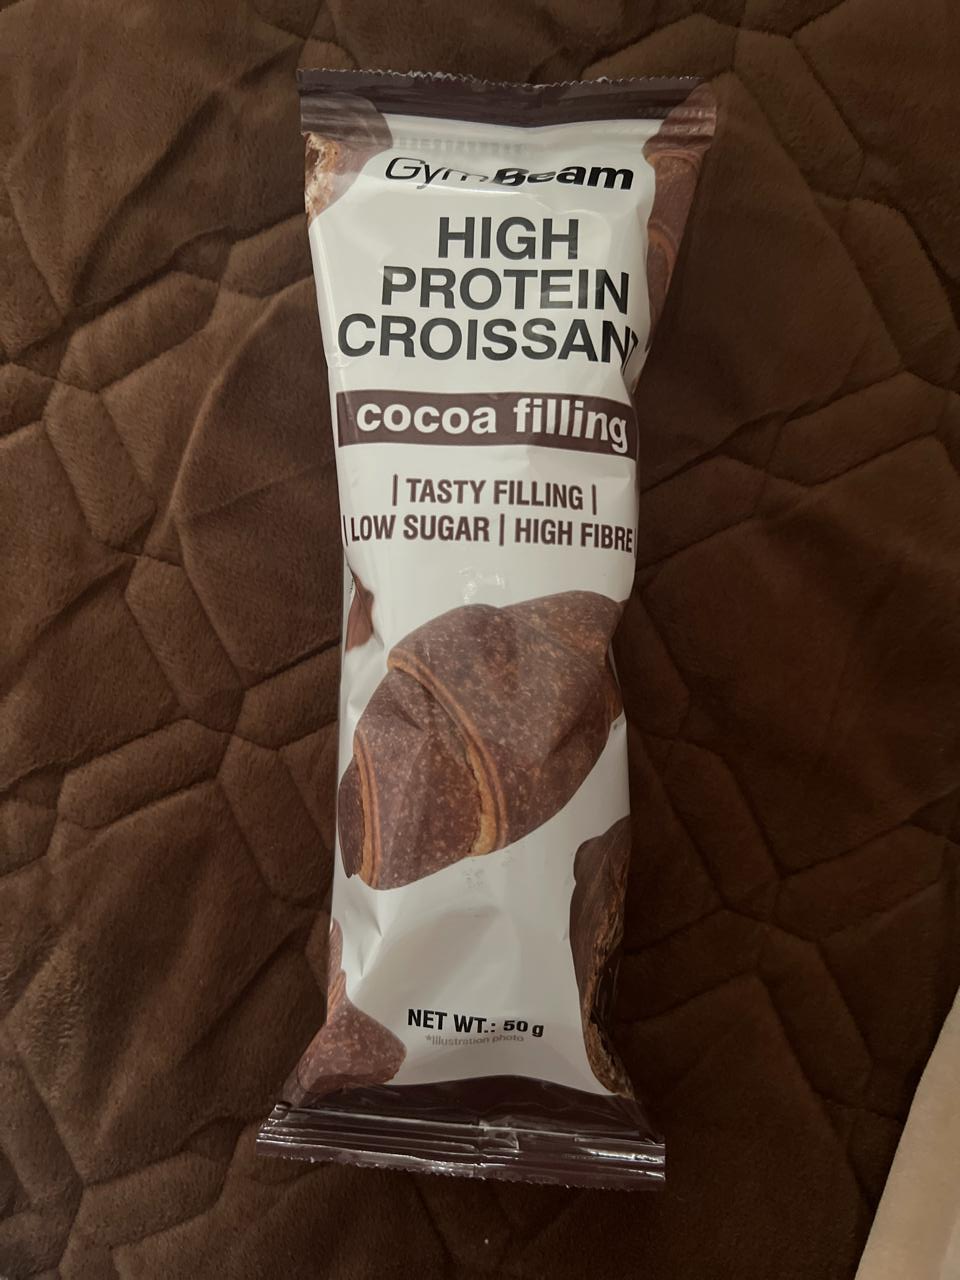 GymBeam
HIGH
PROTEIN
CROISSANT
cocoa filling
| TASTY FILLING |
| LOW SUGAR | HIGH FIBRE |
NET WT.: 50 g
*Illustration photo